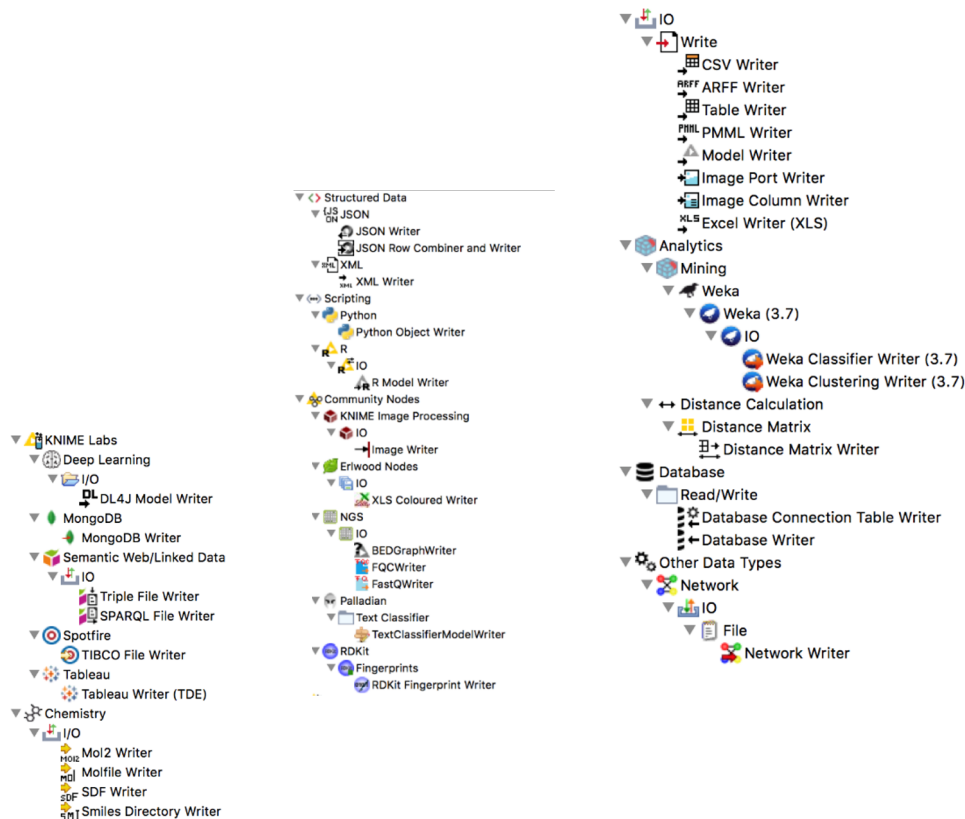 KNIME Labs
Deep Learning
I/O
DL4J Model Writer
MongoDB
MongoDB Writer
Semantic Web/Linked Data
IO
Triple File Writer
SPARQL File Writer
Spotfire
TIBCO File Writer
Tableau
Tableau Writer (TDE)
Chemistry
I/O
Mol2 Writer
Molfile Writer
SDF Writer
Smiles Directory Writer
Structured Data
JSON
JSON Writer
JSON Row Combiner and Writer
XML
XML Writer
Scripting
Python
Python Object Writer
R
IO
R Model Writer
Community Nodes
KNIME Image Processing
IO
Image Writer
Erlwood Nodes
IO
XLS Coloured Writer
NGS
IO
BEDGraphWriter
FQCWriter
FastQWriter
Palladian
Text Classifier
TextClassifierModelWriter
RDKit
Fingerprints
RDKit Fingerprint Writer
IO
Write
CSV Writer
ARFF Writer
Table Writer
PMML Writer
Model Writer
Image Port Writer
Image Column Writer
Excel Writer (XLS)
Analytics
Mining
Weka
Weka (3.7)
IO
Weka Classifier Writer (3.7)
Weka Clustering Writer (3.7)
Distance Calculation
Distance Matrix
Distance Matrix Writer
Database
Read/Write
Database Connection Table Writer
Database Writer
Other Data Types
Network
IO
File
Network Writer